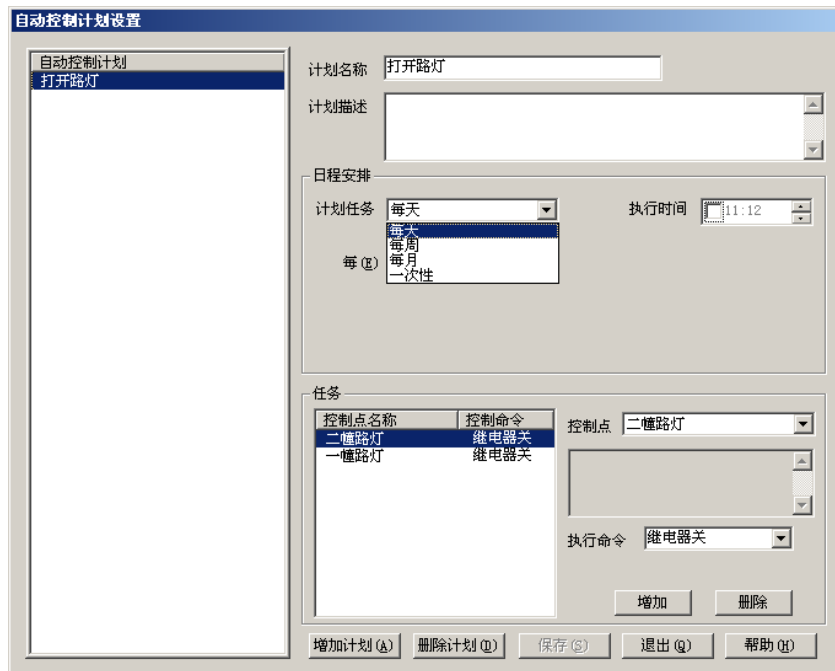 自动控制计划设置
自动控制计划
打开路灯
计划名称 打开路灯
计划描述
日程安排
计划任务 每天
执行时间 11:12
每天
每周
每(E) 每月
一次性
任务
控制点名称 控制命令
二幢路灯 继电器关
一幢路灯 继电器关
控制点 二幢路灯
执行命令 继电器关
增加 删除
增加计划(A) 删除计划(D) 保存(S) 退出(Q) 帮助(H)